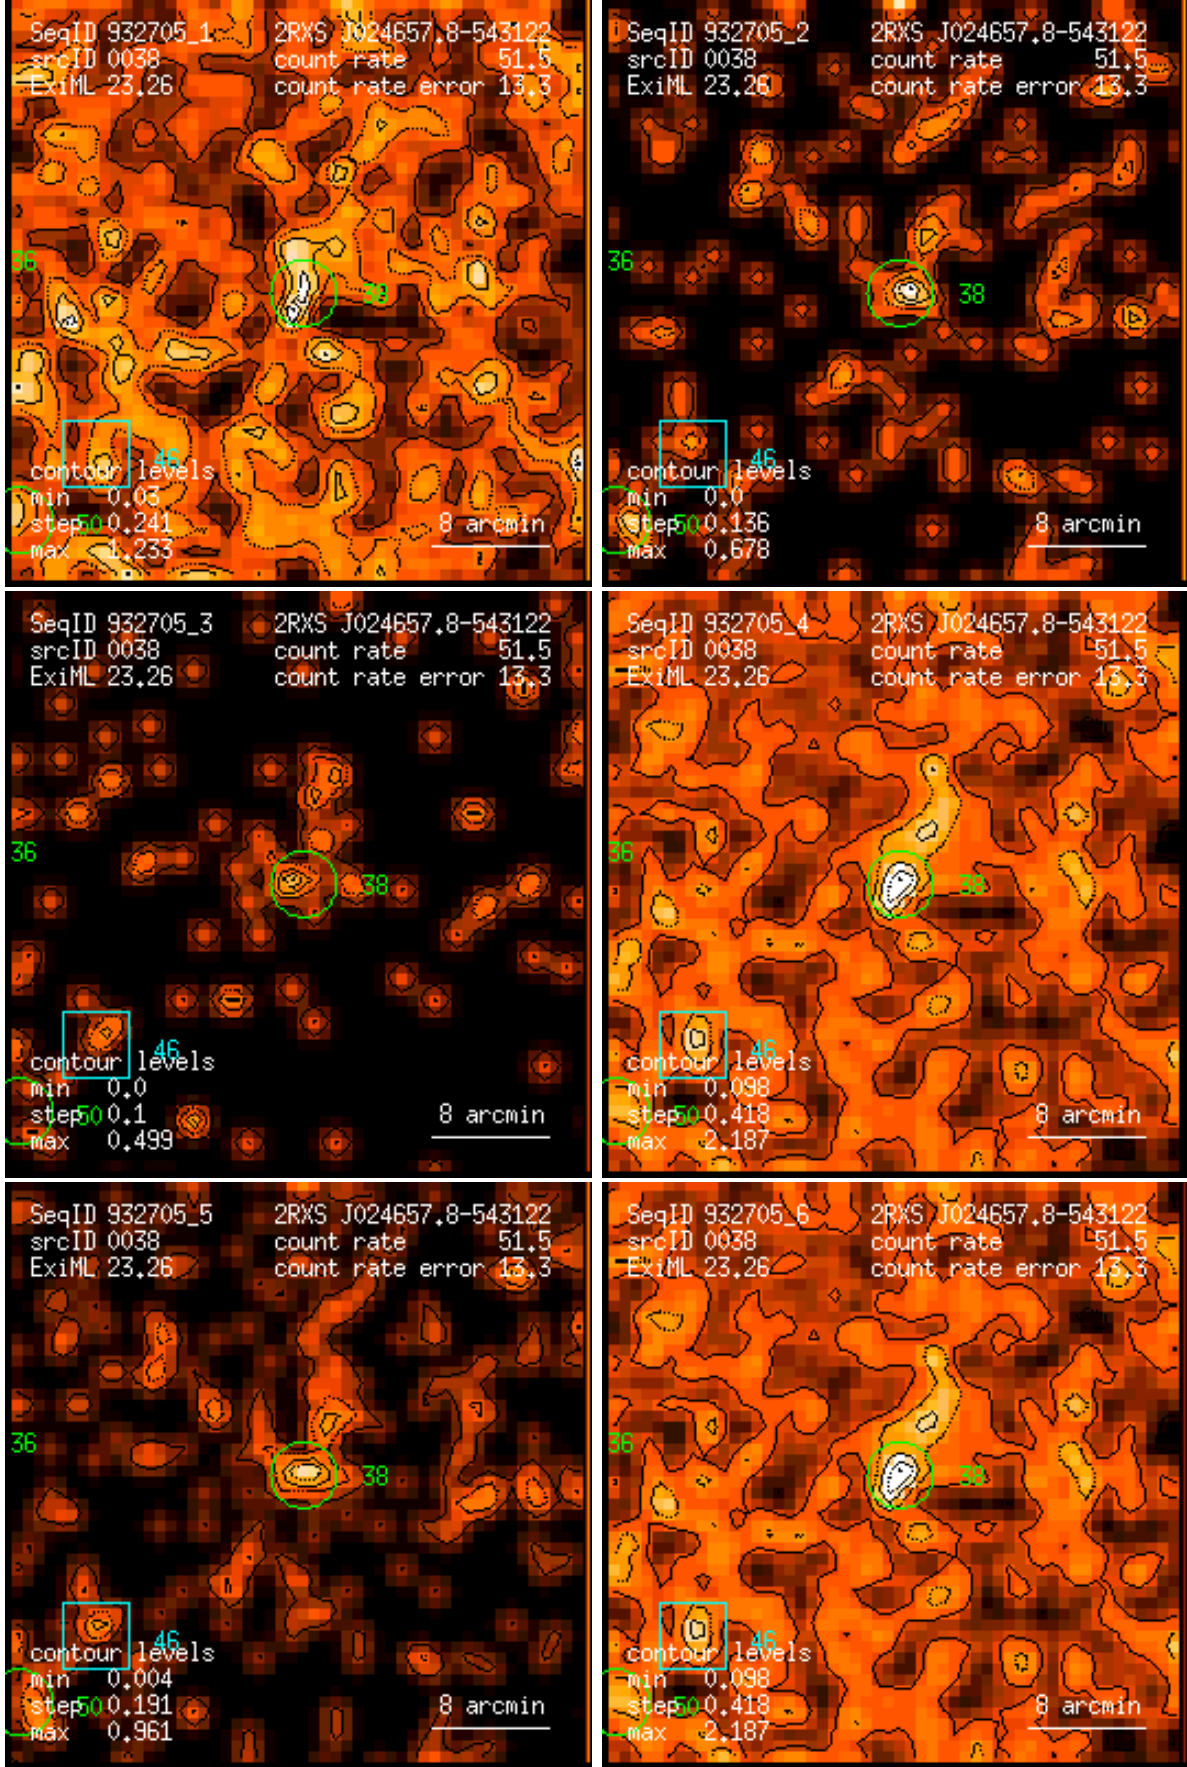 SeqID 932705_1 2RXS J024657.8-543122
srcID 0038 count rate 51.5
ExiML 23.26 count rate error 13.3
36
38
46
contour levels
min 0.03
step 0.241
50
max 1.233
8 arcmin
SeqID 932705_2 2RXS J024657.8-543122
srcID 0038 count rate 51.5
ExiML 23.26 count rate error 13.3
36
38
46
contour levels
min 0.0
step 0.136
50
max 0.678
8 arcmin
SeqID 932705_3 2RXS J024657.8-543122
srcID 0038 count rate 51.5
ExiML 23.26 count rate error 13.3
36
38
46
contour levels
min 0.0
step 0.1
50
max 0.499
8 arcmin
SeqID 932705_4 2RXS J024657.8-543122
srcID 0038 count rate 51.5
ExiML 23.26 count rate error 13.3
36
38
46
contour levels
min 0.098
step 0.418
50
max 2.187
8 arcmin
SeqID 932705_5 2RXS J024657.8-543122
srcID 0038 count rate 51.5
ExiML 23.26 count rate error 13.3
36
38
46
contour levels
min 0.004
step 0.191
50
max 0.961
8 arcmin
SeqID 932705_6 2RXS J024657.8-543122
srcID 0038 count rate 51.5
ExiML 23.26 count rate error 13.3
36
38
46
contour levels
min 0.098
step 0.418
50
max 2.187
8 arcmin